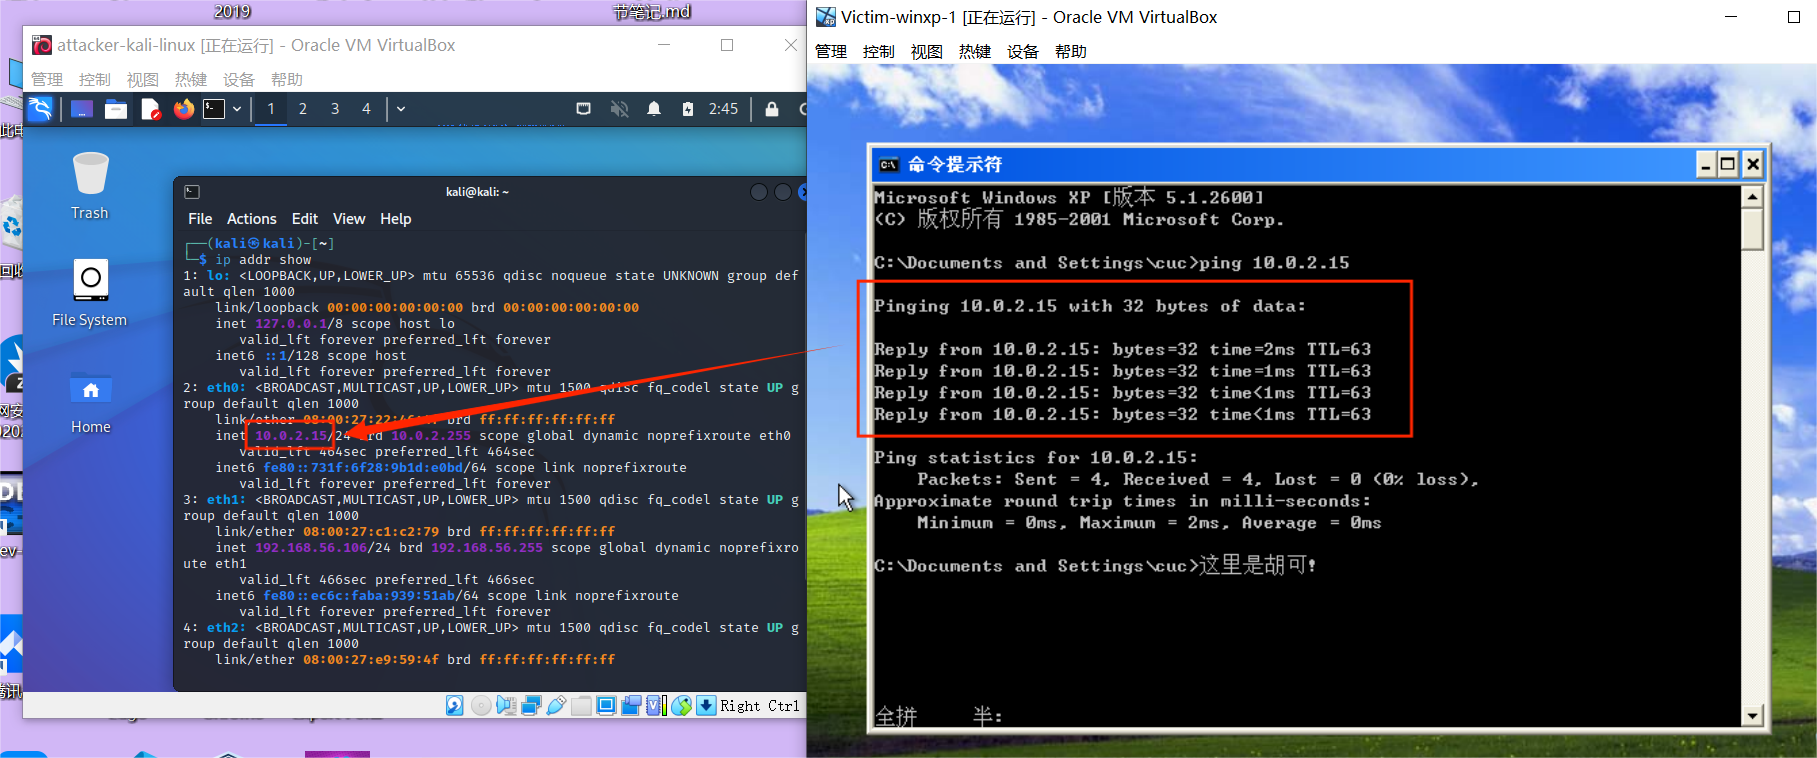 2019
节笔记.md
attacker-kali-linux [正在运行] - Oracle VM VirtualBox
管理 控制 视图 热键 设备 帮助
1 2 3 4
2:45
Trash
File System
Home
kali@kali: ~
File Actions Edit View Help
┌──(kali㉿kali)-[~]
└─$ ip addr show
1: lo: <LOOPBACK,UP,LOWER_UP> mtu 65536 qdisc noqueue state UNKNOWN group def
ault qlen 1000
link/loopback 00:00:00:00:00:00 brd 00:00:00:00:00:00
inet 127.0.0.1/8 scope host lo
valid_lft forever preferred_lft forever
inet6 ::1/128 scope host
valid_lft forever preferred_lft forever
2: eth0: <BROADCAST,MULTICAST,UP,LOWER_UP> mtu 1500 qdisc fq_codel state UP g
roup default qlen 1000
link/ether 08:00:27:22: brd ff:ff:ff:ff:ff:ff
inet 10.0.2.15/24 brd 10.0.2.255 scope global dynamic noprefixroute eth0
valid_lft 464sec preferred_lft 464sec
inet6 fe80::731f:6f28:9b1d:e0bd/64 scope link noprefixroute
valid_lft forever preferred_lft forever
3: eth1: <BROADCAST,MULTICAST,UP,LOWER_UP> mtu 1500 qdisc fq_codel state UP g
roup default qlen 1000
link/ether 08:00:27:c1:c2:79 brd ff:ff:ff:ff:ff:ff
inet 192.168.56.106/24 brd 192.168.56.255 scope global dynamic noprefixro
ute eth1
valid_lft 466sec preferred_lft 466sec
inet6 fe80::ec6c:faba:939:51ab/64 scope link noprefixroute
valid_lft forever preferred_lft forever
4: eth2: <BROADCAST,MULTICAST,UP,LOWER_UP> mtu 1500 qdisc fq_codel state UP g
roup default qlen 1000
link/ether 08:00:27:e9:59:4f brd ff:ff:ff:ff:ff:ff
Right Ctrl
Victim-winxp-1 [正在运行] - Oracle VM VirtualBox
管理 控制 视图 热键 设备 帮助
命令提示符
Microsoft Windows XP [版本 5.1.2600]
(C) 版权所有 1985-2001 Microsoft Corp.
C:\Documents and Settings\cuc>ping 10.0.2.15
Pinging 10.0.2.15 with 32 bytes of data:
Reply from 10.0.2.15: bytes=32 time=2ms TTL=63
Reply from 10.0.2.15: bytes=32 time=1ms TTL=63
Reply from 10.0.2.15: bytes=32 time<1ms TTL=63
Reply from 10.0.2.15: bytes=32 time<1ms TTL=63
Ping statistics for 10.0.2.15:
Packets: Sent = 4, Received = 4, Lost = 0 (0% loss),
Approximate round trip times in milli-seconds:
Minimum = 0ms, Maximum = 2ms, Average = 0ms
C:\Documents and Settings\cuc>这里是胡可!
全拼 半: